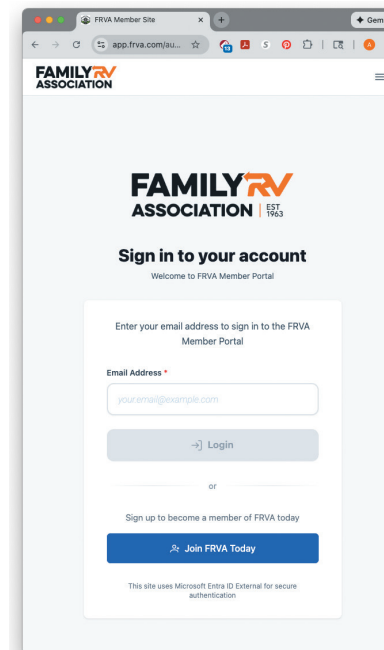 FRVA Member Site
Gem
app.frva.com/au...
13
S
A
FAMILY RV
ASSOCIATION
FAMILY RV
ASSOCIATION | EST 1963
Sign in to your account
Welcome to FRVA Member Portal
Enter your email address to sign in to the FRVA
Member Portal
Email Address *
your.email@example.com
Login
or
Sign up to become a member of FRVA today
Join FRVA Today
This site uses Microsoft Entra ID External for secure
authentication